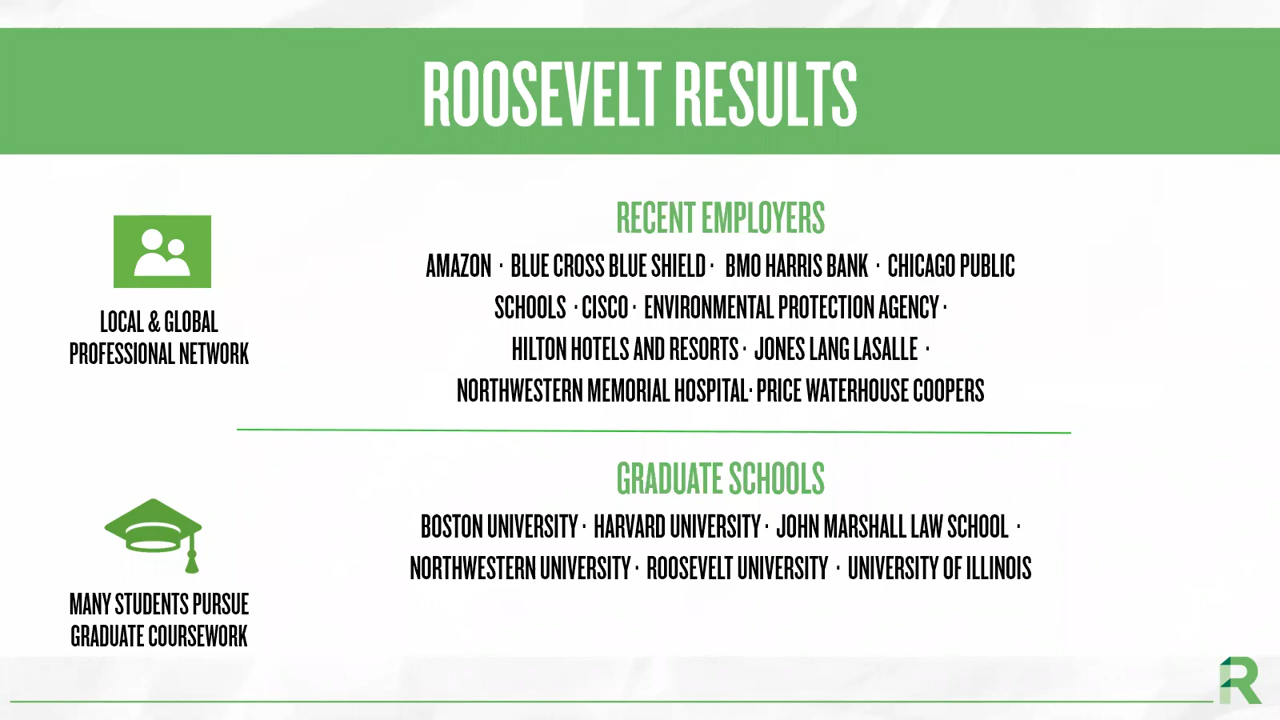 ROOSEVELT RESULTS
LOCAL & GLOBAL
PROFESSIONAL NETWORK
RECENT EMPLOYERS
AMAZON · BLUE CROSS BLUE SHIELD · BMO HARRIS BANK · CHICAGO PUBLIC
SCHOOLS · CISCO · ENVIRONMENTAL PROTECTION AGENCY ·
HILTON HOTELS AND RESORTS · JONES LANG LASALLE ·
NORTHWESTERN MEMORIAL HOSPITAL· PRICE WATERHOUSE COOPERS
MANY STUDENTS PURSUE
GRADUATE COURSEWORK
GRADUATE SCHOOLS
BOSTON UNIVERSITY · HARVARD UNIVERSITY · JOHN MARSHALL LAW SCHOOL ·
NORTHWESTERN UNIVERSITY · ROOSEVELT UNIVERSITY · UNIVERSITY OF ILLINOIS
R